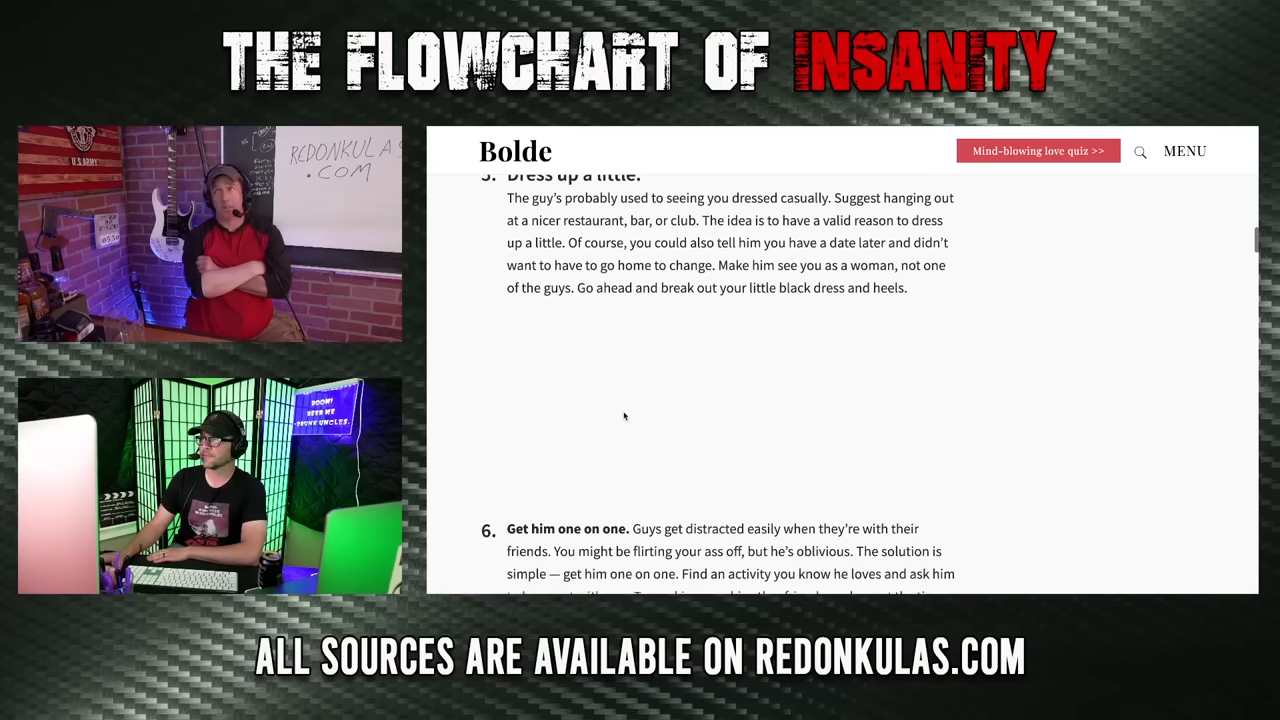 THE FLOWCHART OF INSANITY
U.S. ARMY
REDONKULAS
.COM
BOOM!
BEER ME
-DRUNK UNCLES.
Bolde
Mind-blowing love quiz >>
MENU
5. Dress up a little.
The guy's probably used to seeing you dressed casually. Suggest hanging out
at a nicer restaurant, bar, or club. The idea is to have a valid reason to dress
up a little. Of course, you could also tell him you have a date later and didn't
want to have to go home to change. Make him see you as a woman, not one
of the guys. Go ahead and break out your little black dress and heels.
6. Get him one on one. Guys get distracted easily when they're with their
friends. You might be flirting your ass off, but he's oblivious. The solution is
simple — get him one on one. Find an activity you know he loves and ask him
ALL SOURCES ARE AVAILABLE ON REDONKULAS.COM